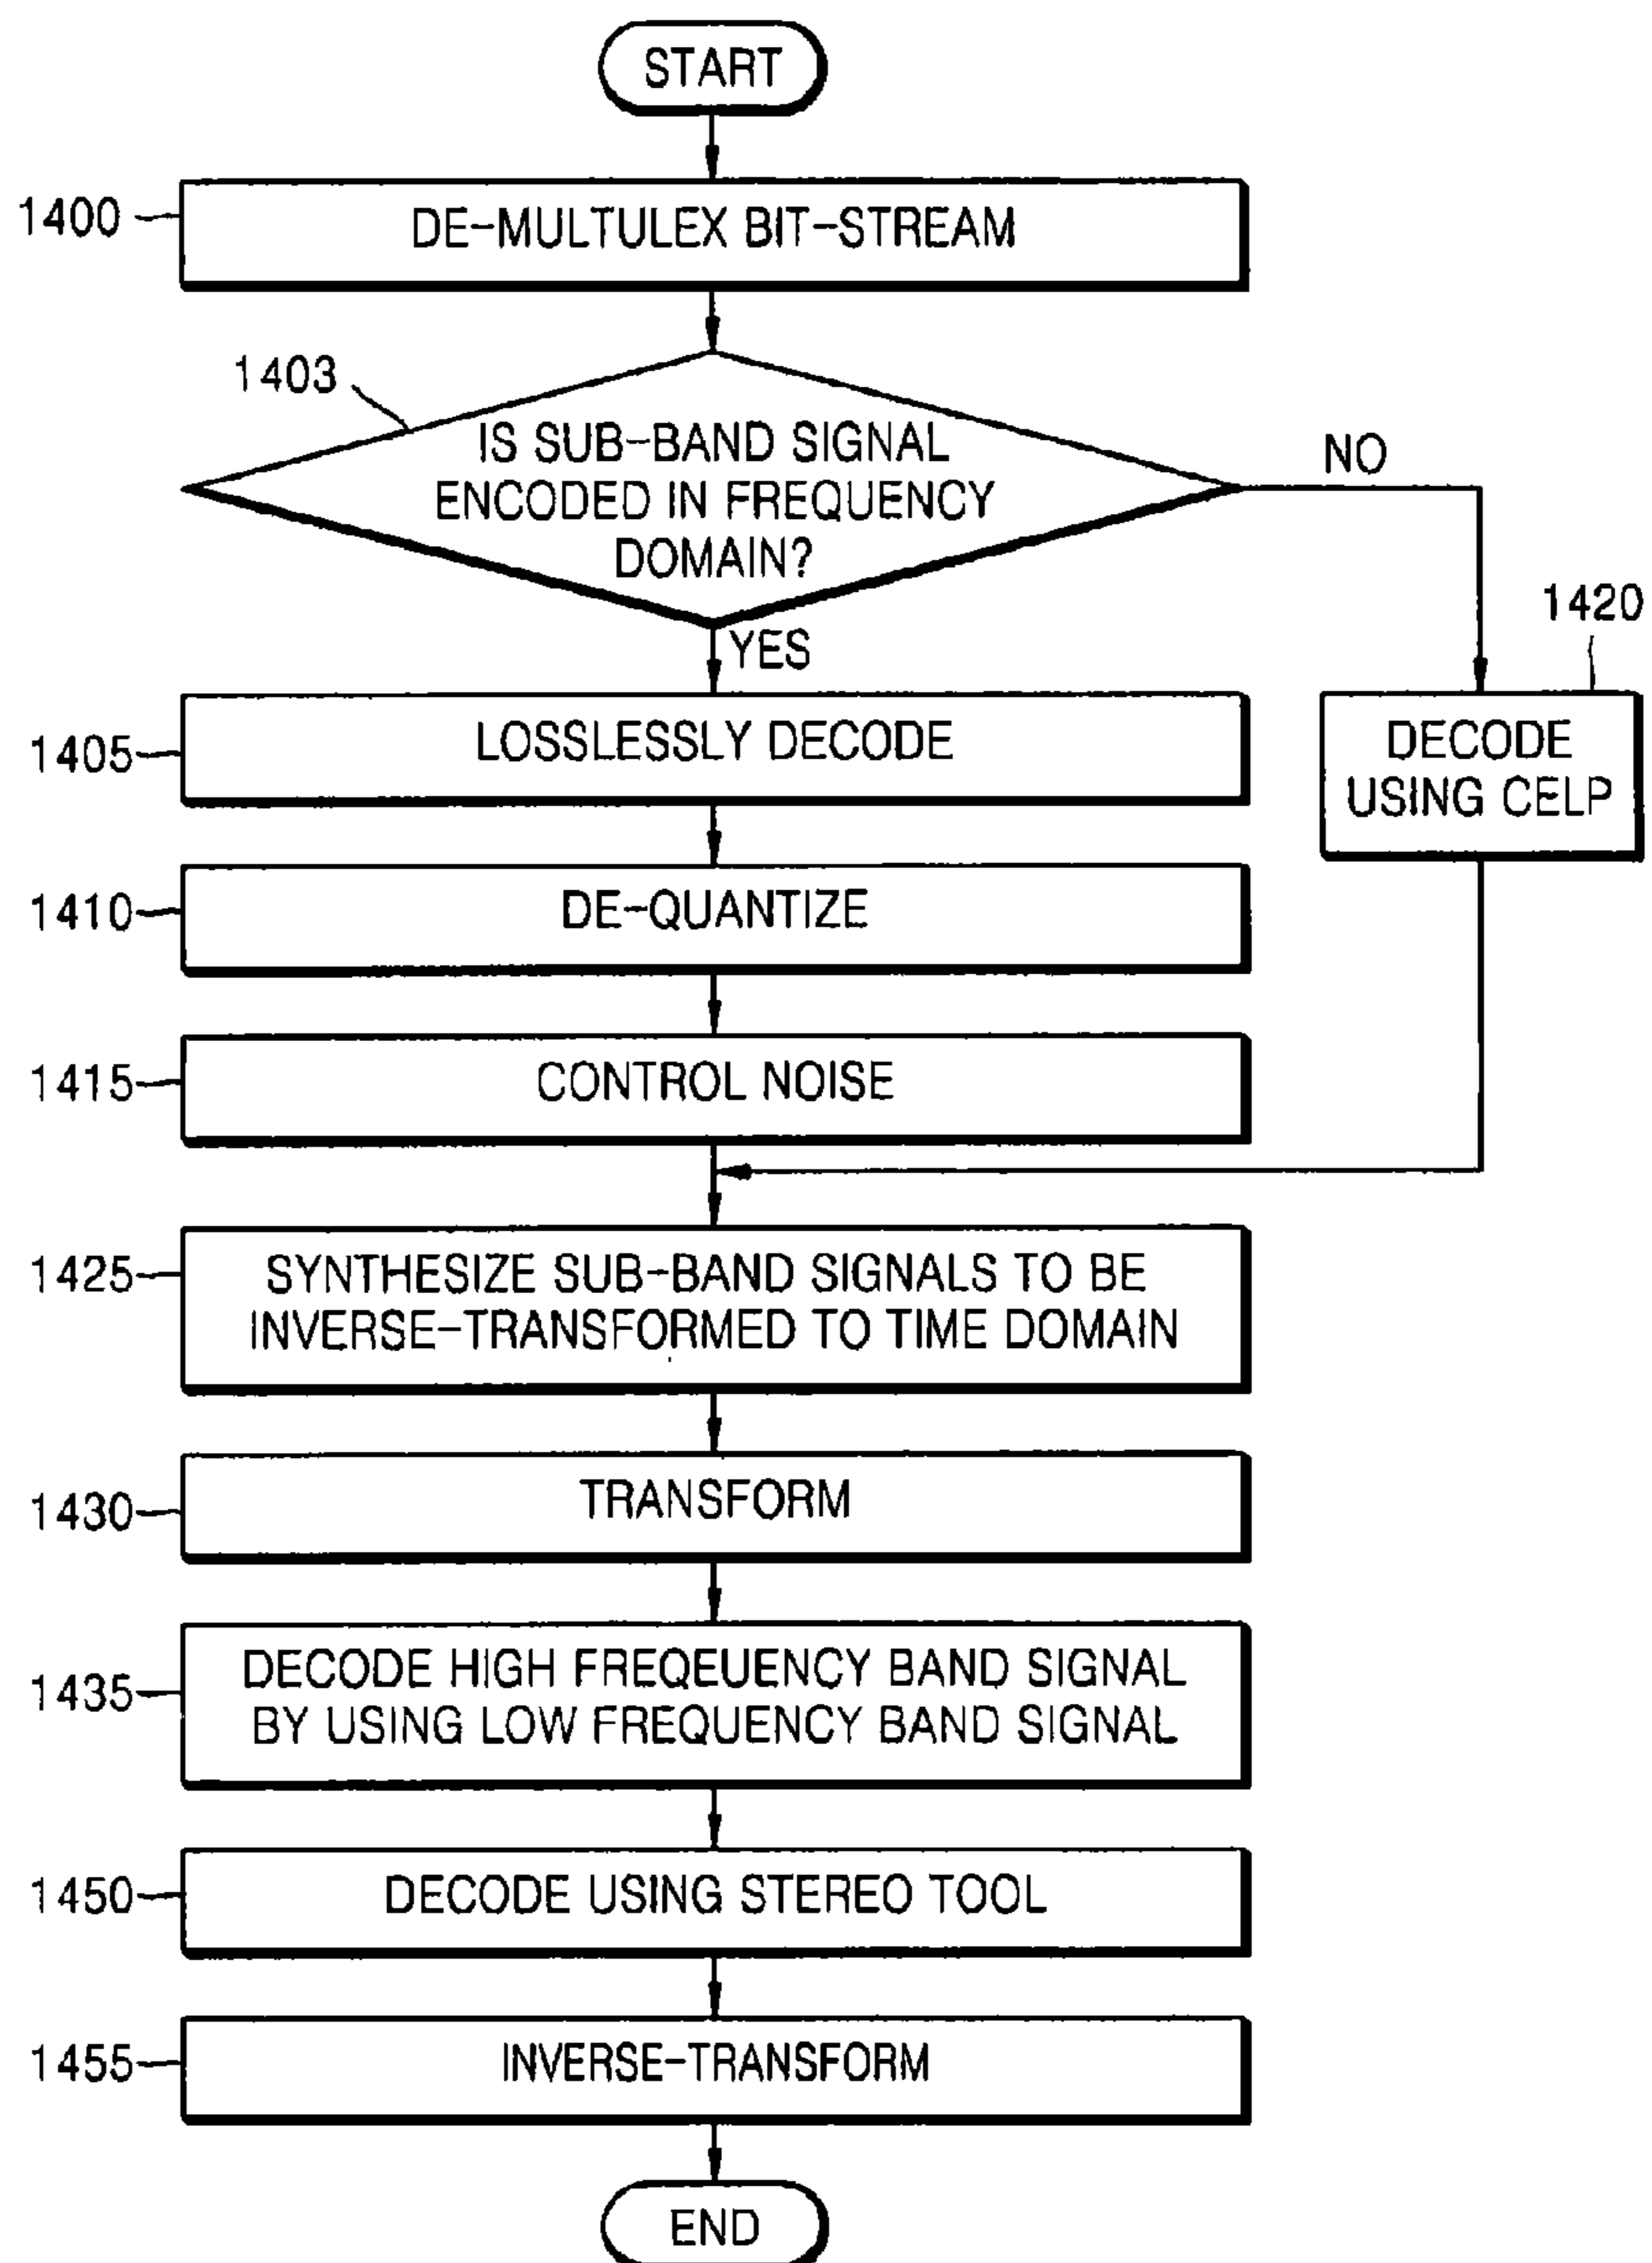 START
1400
DE-MULTULEX BIT-STREAM
1403
IS SUB-BAND SIGNAL
ENCODED IN FREQUENCY
DOMAIN?
NO
YES
1420
DECODE
USING CELP
1405
LOSSLESSLY DECODE
1410
DE-QUANTIZE
1415
CONTROL NOISE
1425
SYNTHESIZE SUB-BAND SIGNALS TO BE
INVERSE-TRANSFORMED TO TIME DOMAIN
1430
TRANSFORM
1435
DECODE HIGH FREQEUENCY BAND SIGNAL
BY USING LOW FREQUENCY BAND SIGNAL
1450
DECODE USING STEREO TOOL
1455
INVERSE-TRANSFORM
END